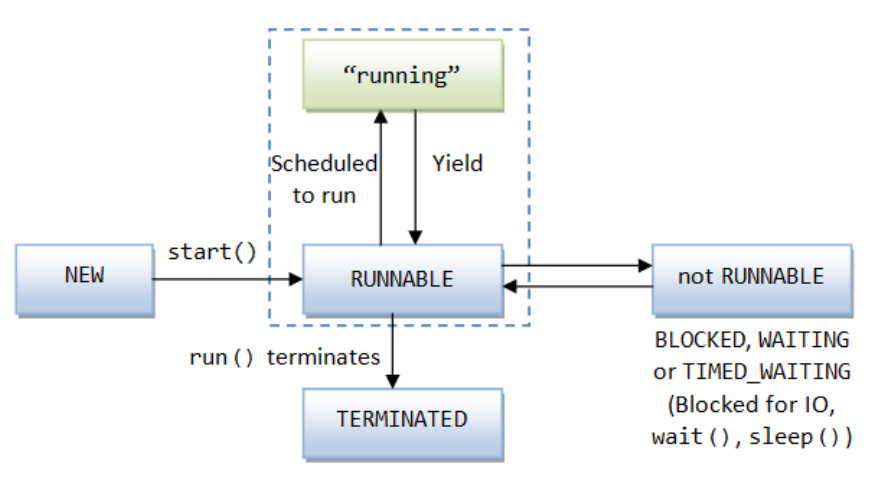 “running”
Scheduled
to run
Yield
start()
NEW
RUNNABLE
not RUNNABLE
BLOCKED, WAITING
or TIMED_WAITING
(Blocked for IO,
wait(), sleep())
run() terminates
TERMINATED